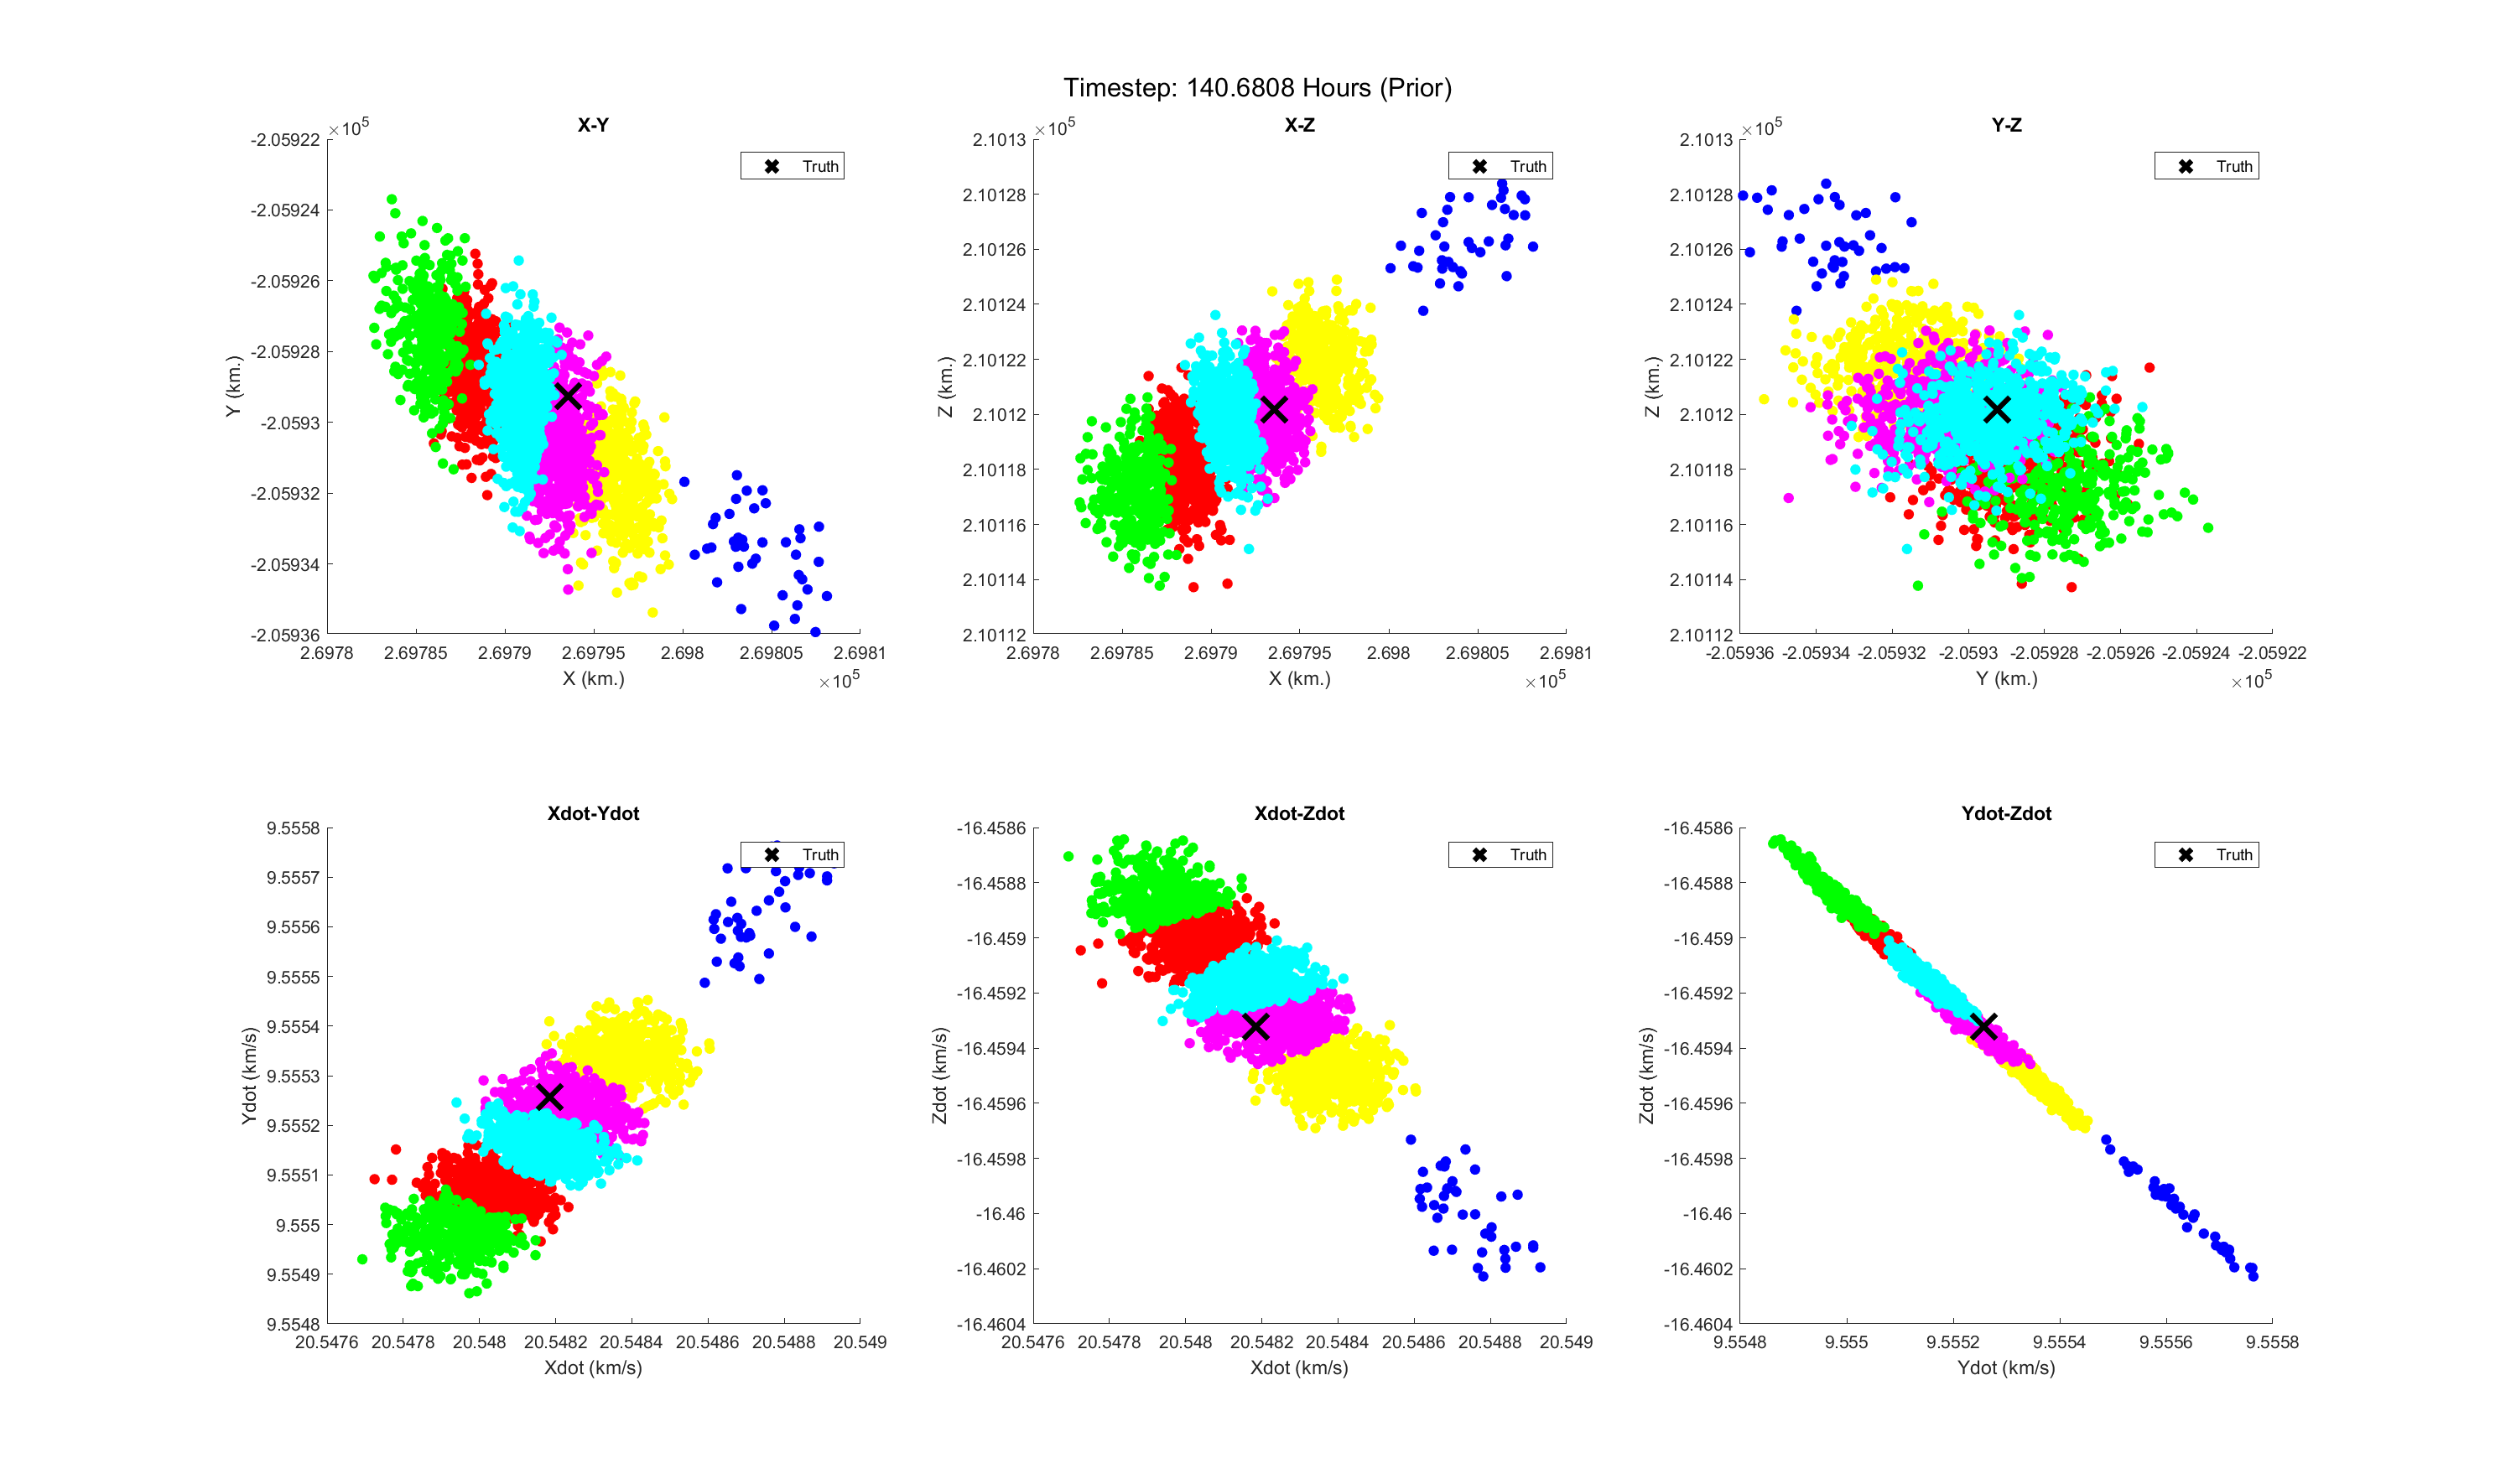 Timestep: 140.6808 Hours (Prior)
X-Y
×10^5
-2.05922
-2.05924
-2.05926
-2.05928
-2.0593
-2.05932
-2.05934
-2.05936
Y (km.)
Truth
2.6978 2.69785 2.6979 2.69795 2.698 2.69805 2.6981
X (km.)
×10^5
X-Z
×10^5
2.1013
2.10128
2.10126
2.10124
2.10122
2.1012
2.10118
2.10116
2.10114
2.10112
Z (km.)
Truth
2.6978 2.69785 2.6979 2.69795 2.698 2.69805 2.6981
X (km.)
×10^5
Y-Z
×10^5
2.1013
2.10128
2.10126
2.10124
2.10122
2.1012
2.10118
2.10116
2.10114
2.10112
Z (km.)
Truth
-2.05936 -2.05934 -2.05932 -2.0593 -2.05928 -2.05926 -2.05924 -2.05922
Y (km.)
×10^5
Xdot-Ydot
9.5558
9.5557
9.5556
9.5555
9.5554
9.5553
9.5552
9.5551
9.555
9.5549
9.5548
Ydot (km/s)
Truth
20.5476 20.5478 20.548 20.5482 20.5484 20.5486 20.5488 20.549
Xdot (km/s)
Xdot-Zdot
-16.4586
-16.4588
-16.459
-16.4592
-16.4594
-16.4596
-16.4598
-16.46
-16.4602
-16.4604
Zdot (km/s)
Truth
20.5476 20.5478 20.548 20.5482 20.5484 20.5486 20.5488 20.549
Xdot (km/s)
Ydot-Zdot
-16.4586
-16.4588
-16.459
-16.4592
-16.4594
-16.4596
-16.4598
-16.46
-16.4602
-16.4604
Zdot (km/s)
Truth
9.5548 9.555 9.5552 9.5554 9.5556 9.5558
Ydot (km/s)